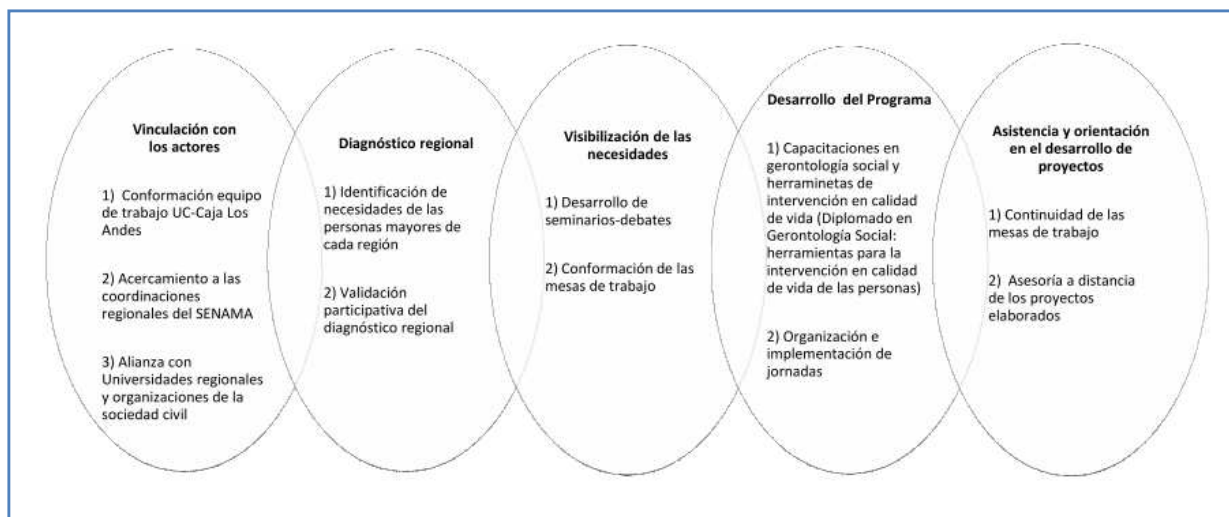 Vinculación con
los actores
1) Conformación equipo
de trabajo UC-Caja Los
Andes
2) Acercamiento a las
coordinaciones
regionales del SENAMA
3) Alianza con
Universidades regionales
y organizaciones de la
sociedad civil
Diagnóstico regional
1) Identificación de
necesidades de las
personas mayores de
cada región
2) Validación
participativa del
diagnóstico regional
Visibilización de las
necesidades
1) Desarrollo de
seminarios-debates
2) Conformación de las
mesas de trabajo
Desarrollo del Programa
1) Capacitaciones en
gerontología social y
herraminetas de
intervención en calidad
de vida (Diplomado en
Gerontología Social:
herramientas para la
intervención en calidad
de vida de las personas)
2) Organización e
implementación de
jornadas
Asistencia y orientación
en el desarrollo de
proyectos
1) Continuidad de las
mesas de trabajo
2) Asesoría a distancia
de los proyectos
elaborados